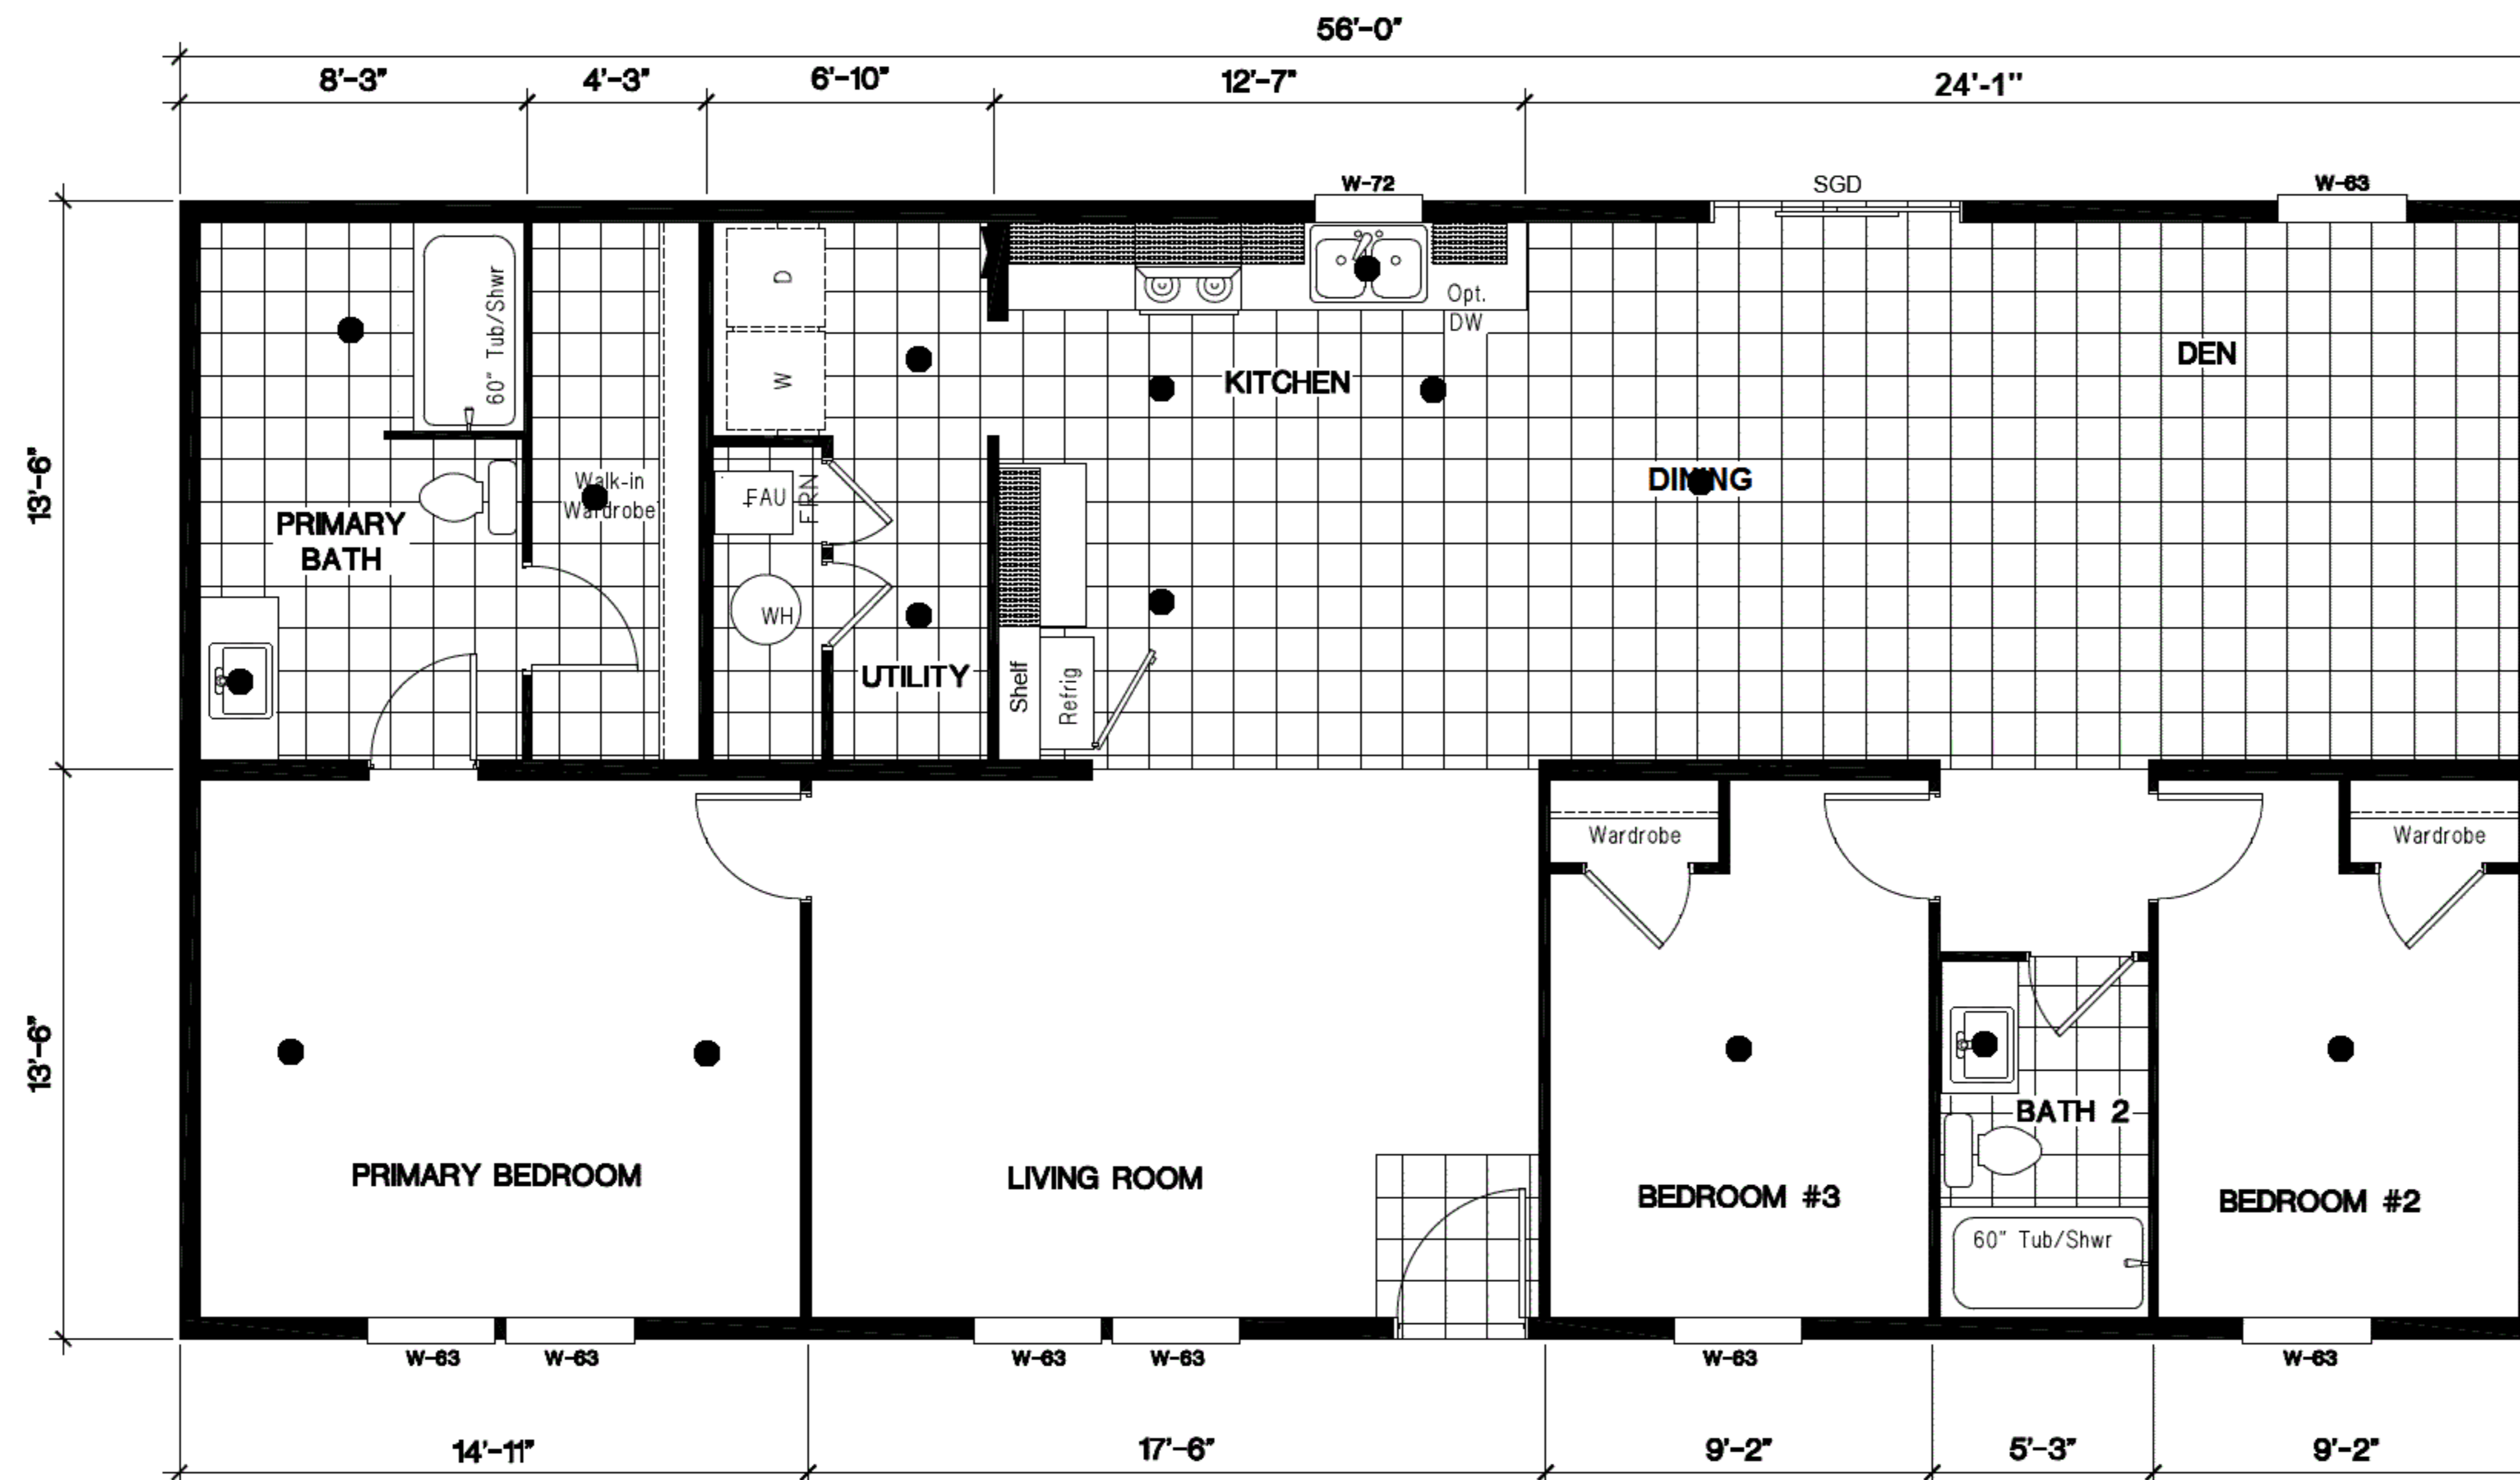 56'-0"
8'-3"
4'-3"
6'-10"
12'-7"
24'-1"
W-72
SGD
W-63
D
60" Tub/Shwr
Opt.
DW
W
KITCHEN
DEN
Walk-in
Wardrobe
DINING
13'-6"
FAU
FRN
PRIMARY
BATH
WH
UTILITY
Shelf
Refrig
Wardrobe
Wardrobe
13'-6"
BATH 2
PRIMARY BEDROOM
LIVING ROOM
BEDROOM #3
BEDROOM #2
60" Tub/Shwr
W-63
W-63
W-63
W-63
W-63
W-63
14'-11"
17'-6"
9'-2"
5'-3"
9'-2"